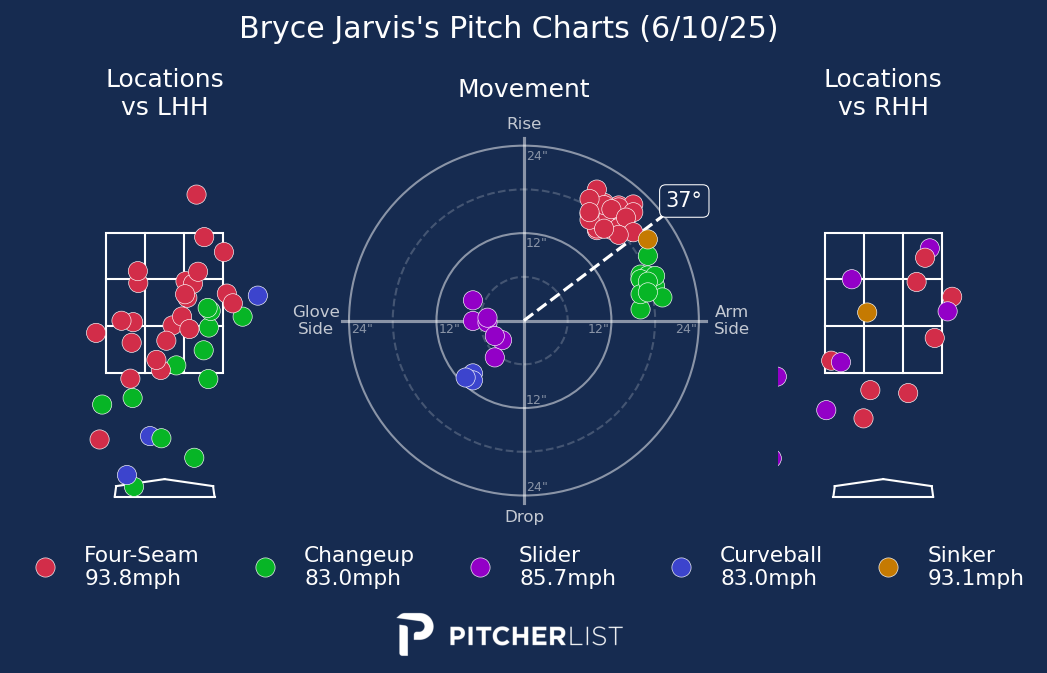 Bryce Jarvis's Pitch Charts (6/10/25)
Locations
vs LHH
Movement
Locations
vs RHH
Rise
24"
37°
12"
Glove
Side
24"
12"
12"
24"
Arm
Side
12"
24"
Drop
Four-Seam
93.8mph
Changeup
83.0mph
Slider
85.7mph
Curveball
83.0mph
Sinker
93.1mph
PITCHERLIST